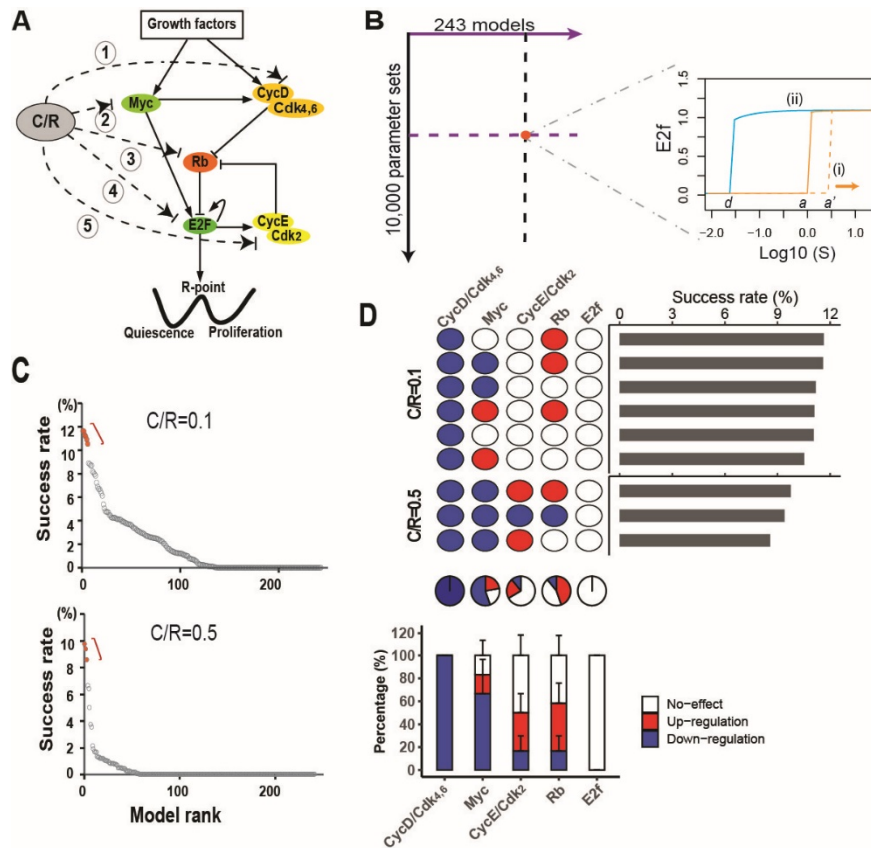 A
Growth factors
1
CycD
Cdk4,6
C/R
Myc
2
3
Rb
4
5
E2F
CycE/
Cdk2
R-point
Quiescence
Proliferation
B
243 models
10,000 parameter sets
1.5
1.0
0.5
0.0
E2f
(ii)
(i)
d
a
a'
−2.0 −1.0 0.0 1.0
Log10 (S)
C
(%)
12
10
8
6
4
2
0
Success rate
C/R=0.1
0 100 200
(%)
10
8
6
4
2
0
Success rate
C/R=0.5
0 100 200
Model rank
D
CycD/Cdk4,6
Myc
CycE/Cdk2
Rb
E2f
Success rate (%)
0 3 6 9 12
C/R=0.1
C/R=0.5
120
100
80
60
40
20
0
Percentage (%)
CycD/Cdk4,6
Myc
CycE/Cdk2
Rb
E2f
No-effect
Up-regulation
Down-regulation